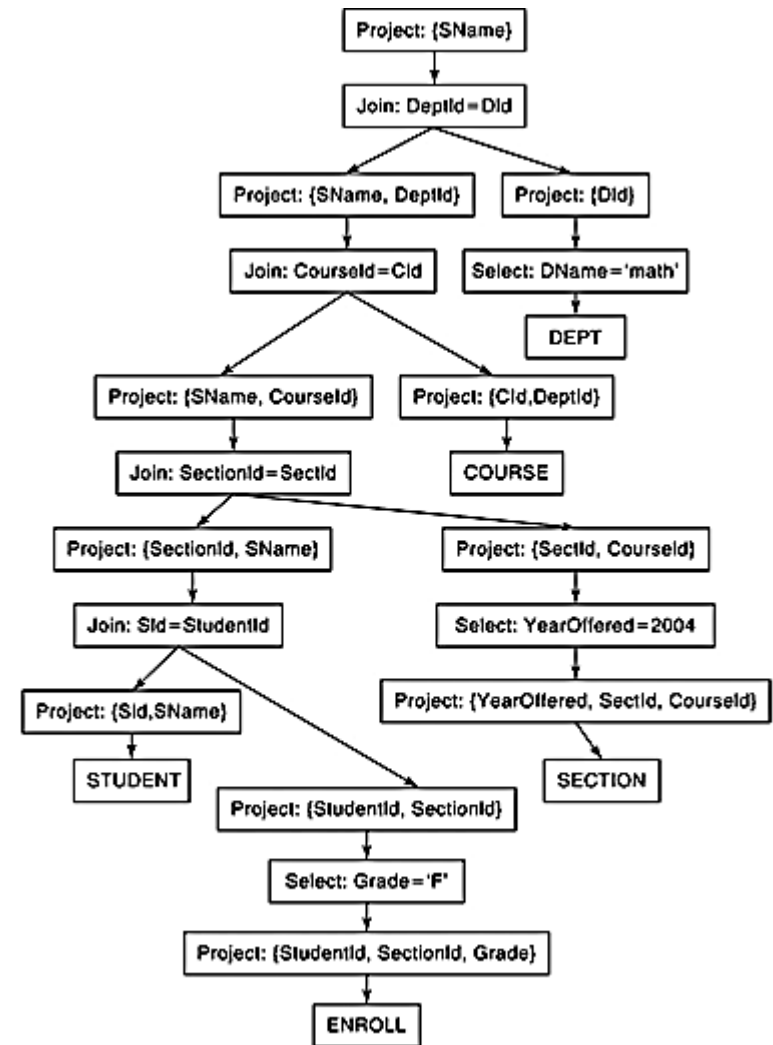 Project: {SName}
Join: DeptId=DId
Project: {SName, DeptId}
Project: {DId}
Join: CourseId=CId
Select: DName='math'
DEPT
Project: {SName, CourseId}
Project: {CId,DeptId}
Join: SectionId=SectId
COURSE
Project: {SectionId, SName}
Project: {SectId, CourseId}
Join: SId=StudentId
Select: YearOffered=2004
Project: {SId,SName}
Project: {YearOffered, SectId, CourseId}
STUDENT
SECTION
Project: {StudentId, SectionId}
Select: Grade='F'
Project: {StudentId, SectionId, Grade}
ENROLL